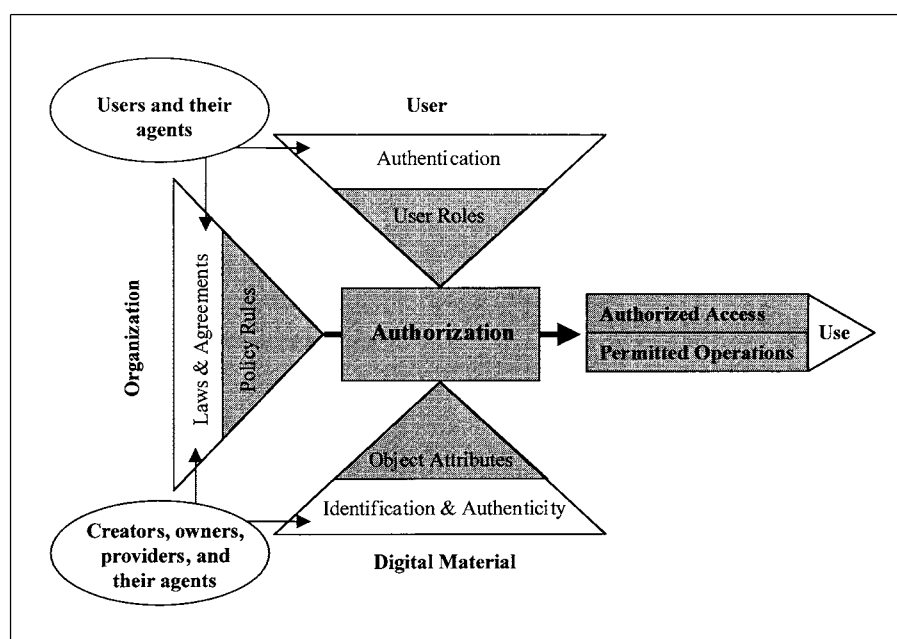 Users and their
agents
User
Authentication
User Roles
Organization
Laws & Agreements
Policy Rules
Authorization
Authorized Access
Permitted Operations
Use
Object Attributes
Identification & Authenticity
Creators, owners,
providers, and
their agents
Digital Material